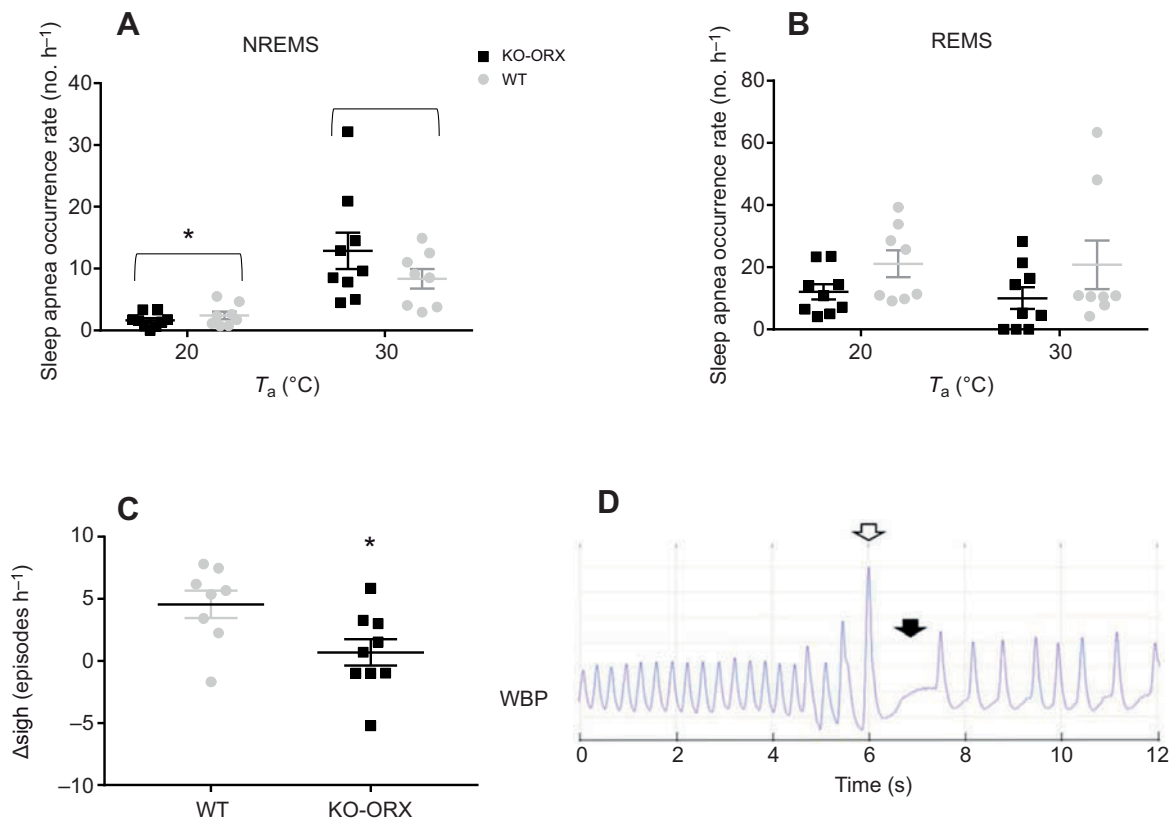 A
NREMS
KO-ORX
WT
Sleep apnea occurrence rate (no. h⁻¹)
40
30
20
10
0
*
20
30
Tₐ (°C)
B
REMS
Sleep apnea occurrence rate (no. h⁻¹)
80
60
40
20
0
20
30
Tₐ (°C)
C
Δsigh (episodes h⁻¹)
10
5
0
–5
–10
*
WT
KO-ORX
D
WBP
0
2
4
6
8
10
12
Time (s)